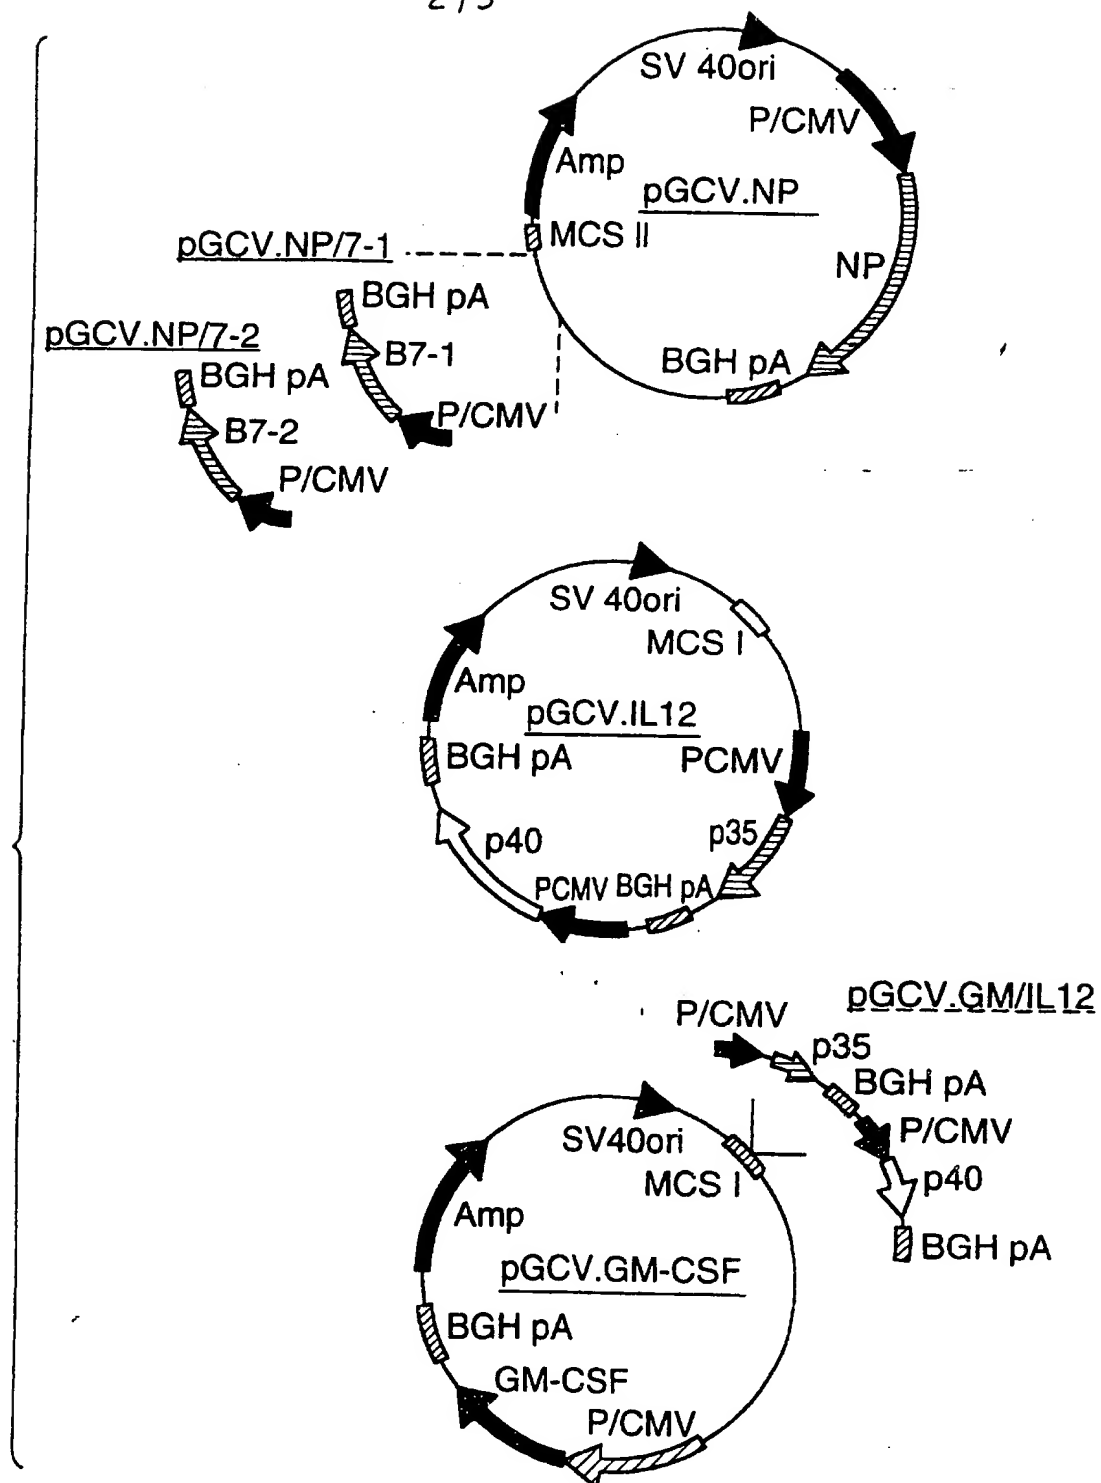 2/3
SV 40ori
P/CMV
Amp
pGCV.NP
MCS II
NP
BGH pA
pGCV.NP/7-1
BGH pA
B7-1
P/CMV
pGCV.NP/7-2
BGH pA
B7-2
P/CMV
SV 40ori
MCS I
Amp
pGCV.IL12
BGH pA
PCMV
p35
p40
PCMV BGH pA
pGCV.GM/IL12
P/CMV
p35
BGH pA
P/CMV
p40
BGH pA
SV40ori
MCS I
Amp
pGCV.GM-CSF
BGH pA
GM-CSF
P/CMV